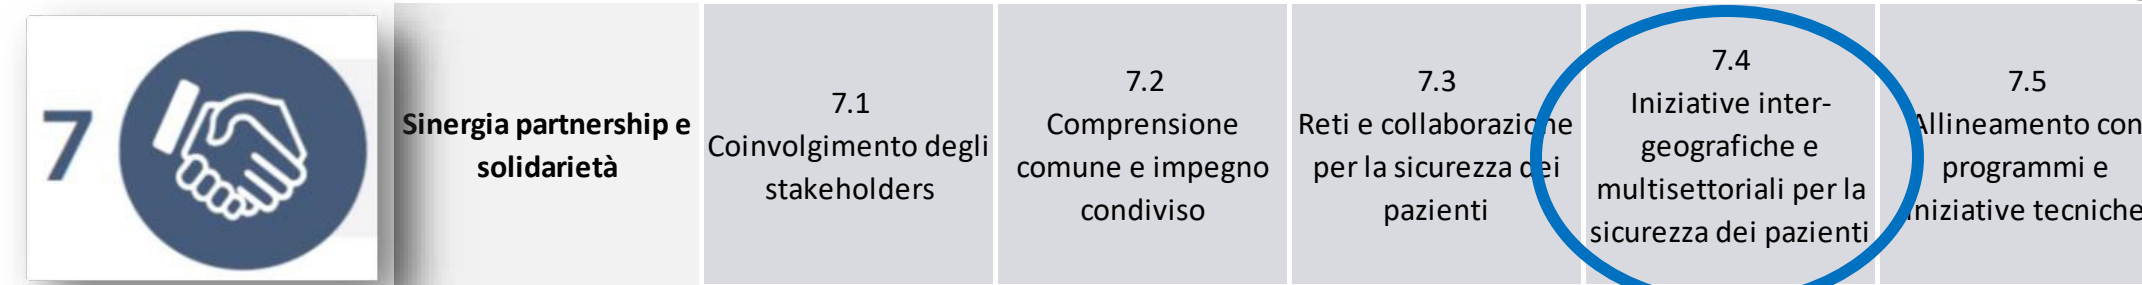 7
Sinergia partnership e
solidarietà
7.1
Coinvolgimento degli
stakeholders
7.2
Comprensione
comune e impegno
condiviso
7.3
Reti e collaborazione
per la sicurezza dei
pazienti
7.4
Iniziative inter-
geografiche e
multisettoriali per la
sicurezza dei pazienti
7.5
Allineamento con
programmi e
iniziative tecniche